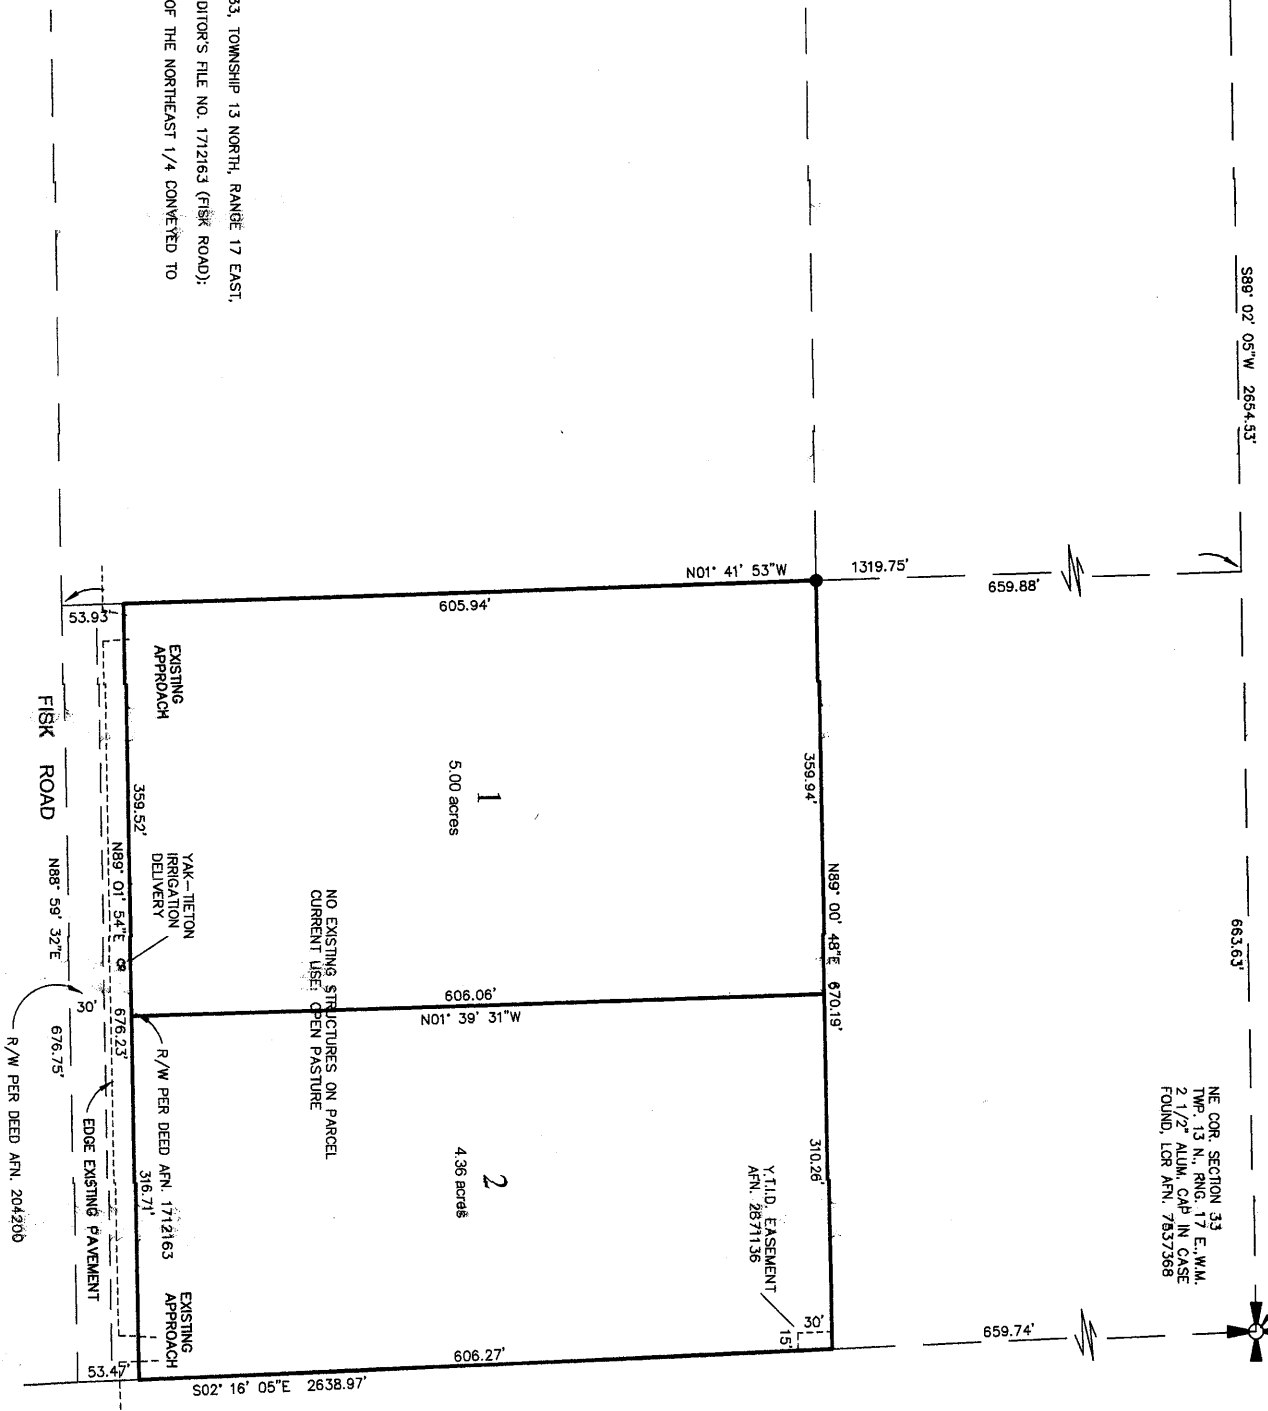 33, TOWNSHIP 13 NORTH, RANGE 17 EAST,
DITOR'S FILE NO. 1712163 (FISK ROAD);
OF THE NORTHEAST 1/4 CONVEYED TO
S89° 02' 05"W 2654.53'
663.63'
NE COR. SECTION 33
TWP. 13 N., RNG. 17 E.,W.M.
2 1/2" ALUM. CAP IN CASE
FOUND, LCR AFN. 7837368
1319.75'
659.88'
659.74'
N01° 41' 53"W
605.94'
359.94'
N89° 00' 48"E 670.19'
310.26'
1
5.00 acres
2
4.36 acres
Y.T.I.D. EASEMENT
AFN. 2871136
30'
15'
606.06'
N01° 39' 31"W
NO EXISTING STRUCTURES ON PARCEL
CURRENT USE: OPEN PASTURE
606.27'
S02° 16' 05"E 2638.97'
EXISTING
APPROACH
YAK-TIETON
IRRIGATION
DELIVERY
R/W PER DEED AFN. 1712163
EXISTING
APPROACH
359.52'
N89° 01' 54"E
676.23'
316.71'
53.93'
53.47'
EDGE EXISTING PAVEMENT
30'
FISK ROAD
N88° 59' 32"E
676.75'
R/W PER DEED AFN. 204200